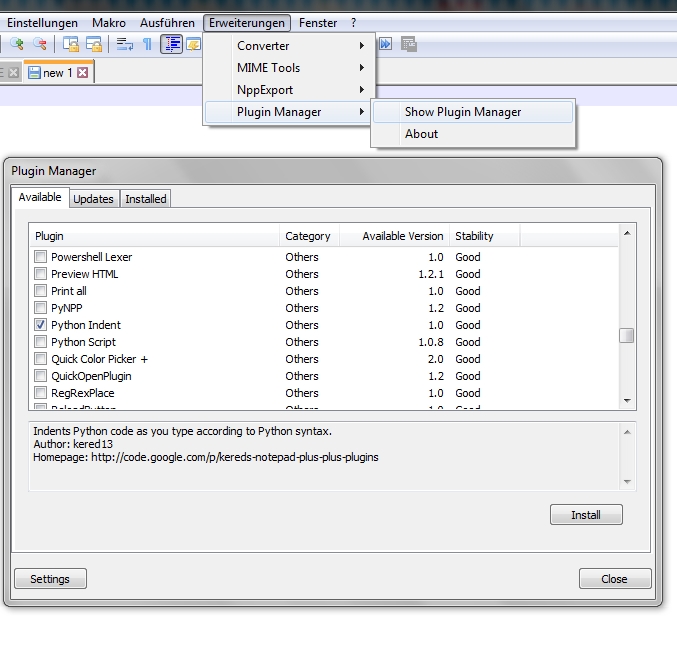 Einstellungen Makro Ausführen Erweiterungen Fenster ?
Converter
MIME Tools
NppExport
Plugin Manager
Show Plugin Manager
About
new 1
Plugin Manager
Available Updates Installed
Plugin Category Available Version Stability
Powershell Lexer Others 1.0 Good
Preview HTML Others 1.2.1 Good
Print all Others 1.0 Good
PyNPP Others 1.2 Good
Python Indent Others 1.0 Good
Python Script Others 1.0.8 Good
Quick Color Picker + Others 2.0 Good
QuickOpenPlugin Others 1.2 Good
RegRexPlace Others 1.0 Good
ReloadButton Others 1.0 Good
Indents Python code as you type according to Python syntax.
Author: kered13
Homepage: http://code.google.com/p/kereds-notepad-plus-plus-plugins
Install
Settings Close